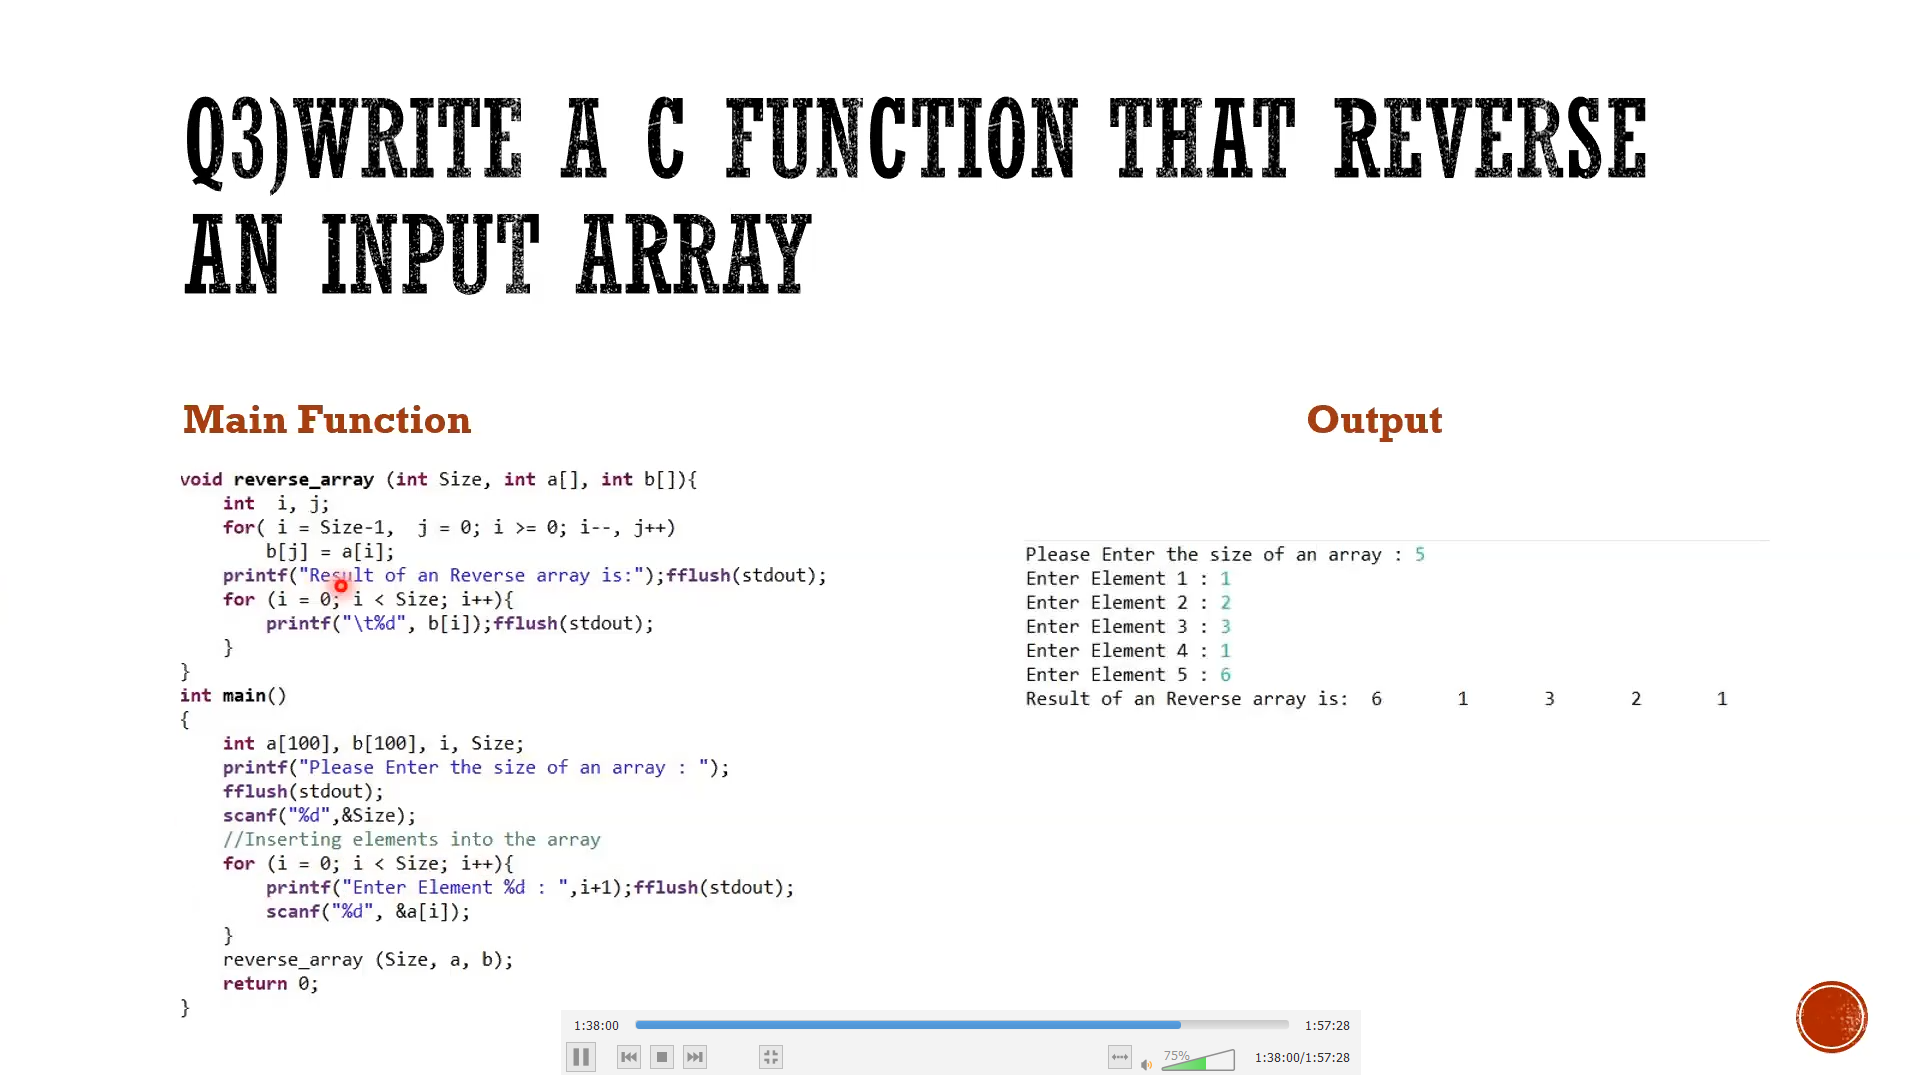 Q3)WRITE A C FUNCTION THAT REVERSE
AN INPUT ARRAY
Main Function
void reverse_array (int Size, int a[], int b[]){
    int  i, j;
    for( i = Size-1,  j = 0; i >= 0; i--, j++)
        b[j] = a[i];
    printf("Result of an Reverse array is:");fflush(stdout);
    for (i = 0; i < Size; i++){
        printf("\t%d", b[i]);fflush(stdout);
    }
}
int main()
{
    int a[100], b[100], i, Size;
    printf("Please Enter the size of an array : ");
    fflush(stdout);
    scanf("%d",&Size);
    //Inserting elements into the array
    for (i = 0; i < Size; i++){
        printf("Enter Element %d : ",i+1);fflush(stdout);
        scanf("%d", &a[i]);
    }
    reverse_array (Size, a, b);
    return 0;
}
Output
Please Enter the size of an array : 5
Enter Element 1 : 1
Enter Element 2 : 2
Enter Element 3 : 3
Enter Element 4 : 1
Enter Element 5 : 6
Result of an Reverse array is:  6       1       3       2       1
1:38:00 1:57:28
75% 1:38:00/1:57:28